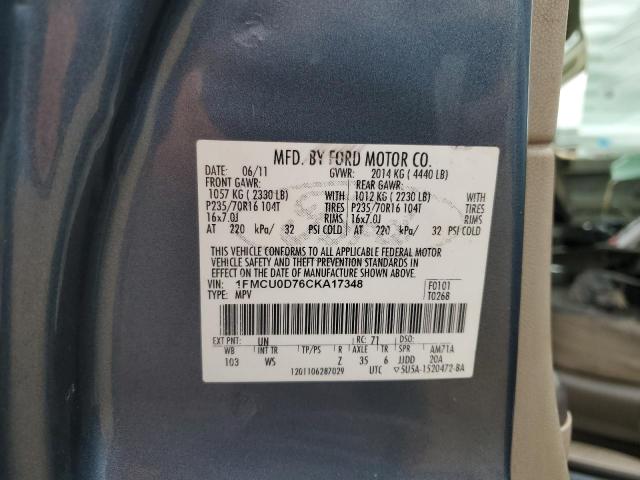 MFD. BY FORD MOTOR CO.
DATE: 06/11 GVWR: 2014 KG ( 4440 LB)
FRONT GAWR: REAR GAWR:
1057 KG ( 2330 LB) WITH 1012 KG ( 2230 LB) WITH
P235/70R16 104T TIRES P235/70R16 104T TIRES
16x7.0J RIMS 16x7.0J RIMS
AT 220 kPa/ 32 PSI COLD AT 220 kPa/ 32 PSI COLD
THIS VEHICLE CONFORMS TO ALL APPLICABLE FEDERAL MOTOR
VEHICLE SAFETY AND THEFT PREVENTION STANDARDS IN
EFFECT ON THE DATE OF MANUFACTURE SHOWN ABOVE.
VIN: 1FMCU0D76CKA17348 F0101
TYPE: MPV T0268
EXT PNT: UN RC: 71 DSO:
WB INT TR TP/PS R AXLE TR SPR AM71A
103 WS Z 35 6 JJDD 20A
1201106287029 UTC ▽5U5A-1520472-BA